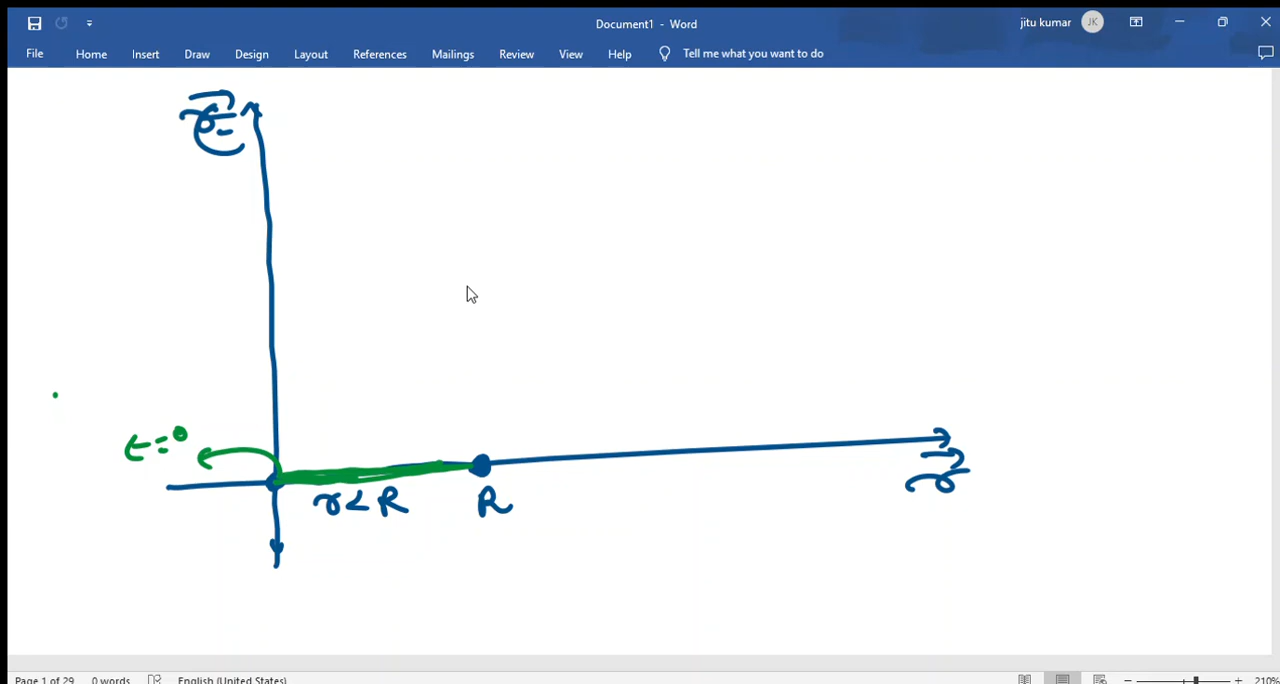 Document1 - Word
jitu kumar
JK
File Home Insert Draw Design Layout References Mailings Review View Help Tell me what you want to do
r < R
R
r
Page 1 of 29 0 words English (United States) 210%